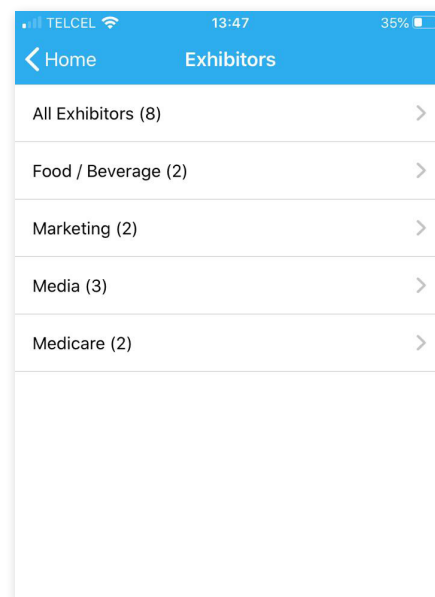 TELCEL 13:47 35%
Home Exhibitors
All Exhibitors (8)
Food / Beverage (2)
Marketing (2)
Media (3)
Medicare (2)